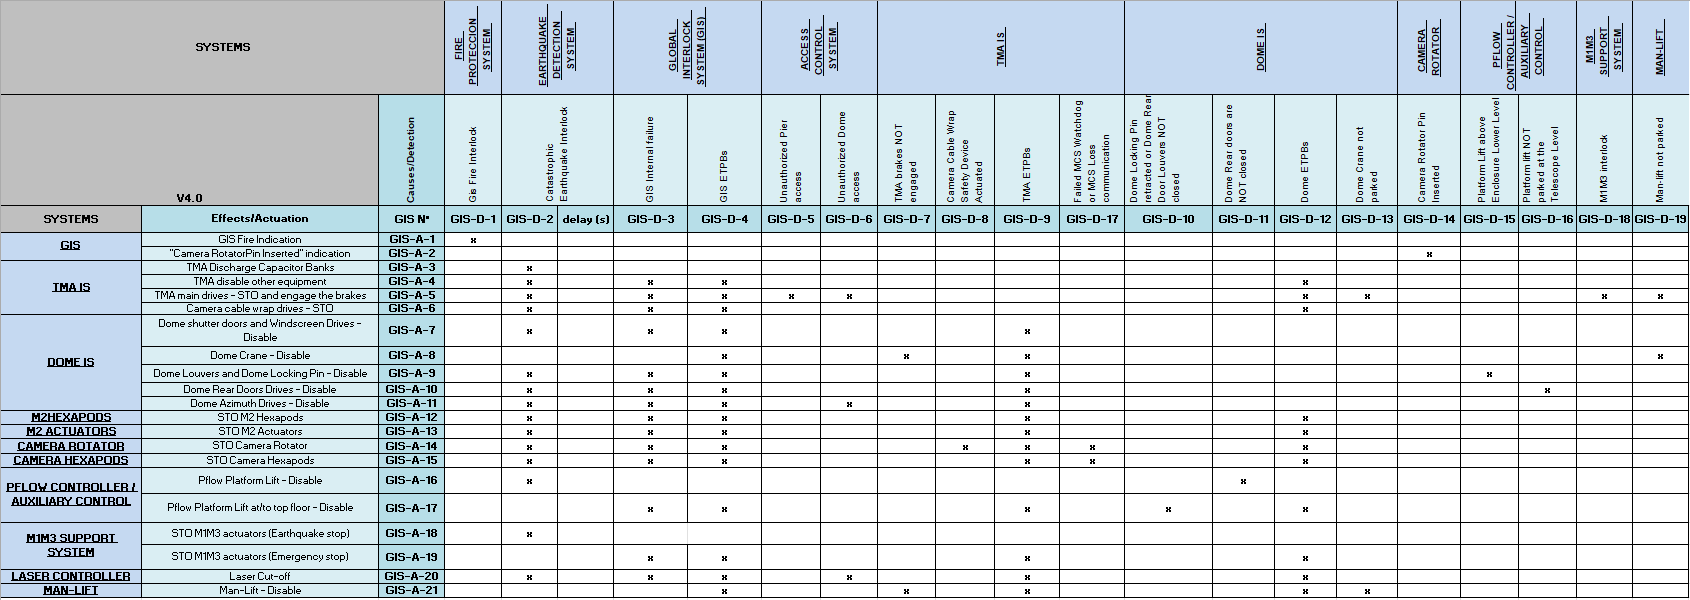 SYSTEMS
FIRE
PROTECCION
SYSTEM
EARTHQUAKE
DETECTION
SYSTEM
GLOBAL
INTERLOCK
SYSTEM (GIS)
ACCESS
CONTROL
SYSTEM
TMA IS
DOME IS
CAMERA
ROTATOR
PFLOW
CONTROLLER /
AUXILIARY
CONTROL
M1M3
SUPPORT
SYSTEM
MAN-LIFT
V4.0
Causes/Detection
Gis Fire Interlock
Catastrophic
Earthquake Interlock
GIS Internal failure
GIS ETPBs
Unauthorized Pier
access
Unauthorized Dome
access
TMA brakes NOT
engaged
Camera Cable Wrap
Safety Device
Actuated
TMA ETPBs
Failed MCS Watchdog
or MCS Loss
communication
Dome Locking Pin
retracted or Dome Rear
Door Louvers NOT
closed
Dome Rear doors are
NOT closed
Dome ETPBs
Dome Crane not
parked
Camera Rotator Pin
Inserted
Platform Lift above
Enclosure Lower Level
Platform lift NOT
parked at the
Telescope Level
M1M3 interlock
Man-lift not parked
SYSTEMS Effects/Actuation GIS Nº GIS-D-1 GIS-D-2 delay (s) GIS-D-3 GIS-D-4 GIS-D-5 GIS-D-6 GIS-D-7 GIS-D-8 GIS-D-9 GIS-D-17 GIS-D-10 GIS-D-11 GIS-D-12 GIS-D-13 GIS-D-14 GIS-D-15 GIS-D-16 GIS-D-18 GIS-D-19
GIS
GIS Fire Indication GIS-A-1 x
"Camera RotatorPin Inserted" indication GIS-A-2 x
TMA IS
TMA Discharge Capacitor Banks GIS-A-3 x
TMA disable other equipment GIS-A-4 x x x x
TMA main drives - STO and engage the brakes GIS-A-5 x x x x x x x x x
Camera cable wrap drives - STO GIS-A-6 x x x x
DOME IS
Dome shutter doors and Windscreen Drives -
Disable GIS-A-7 x x x x
Dome Crane - Disable GIS-A-8 x x x x
Dome Louvers and Dome Locking Pin - Disable GIS-A-9 x x x x x
Dome Rear Doors Drives - Disable GIS-A-10 x x x x x
Dome Azimuth Drives - Disable GIS-A-11 x x x x x
M2HEXAPODS STO M2 Hexapods GIS-A-12 x x x x x
M2 ACTUATORS STO M2 Actuators GIS-A-13 x x x x x
CAMERA ROTATOR STO Camera Rotator GIS-A-14 x x x x x x x
CAMERA HEXAPODS STO Camera Hexapods GIS-A-15 x x x x x x
PFLOW CONTROLLER /
AUXILIARY CONTROL
Pflow Platform Lift - Disable GIS-A-16 x x
Pflow Platform Lift at/to top floor - Disable GIS-A-17 x x x x x
M1M3 SUPPORT
SYSTEM
STO M1M3 actuators (Earthquake stop) GIS-A-18 x
STO M1M3 actuators (Emergency stop) GIS-A-19 x x x x
LASER CONTROLLER Laser Cut-off GIS-A-20 x x x x x x
MAN-LIFT Man-Lift - Disable GIS-A-21 x x x x x